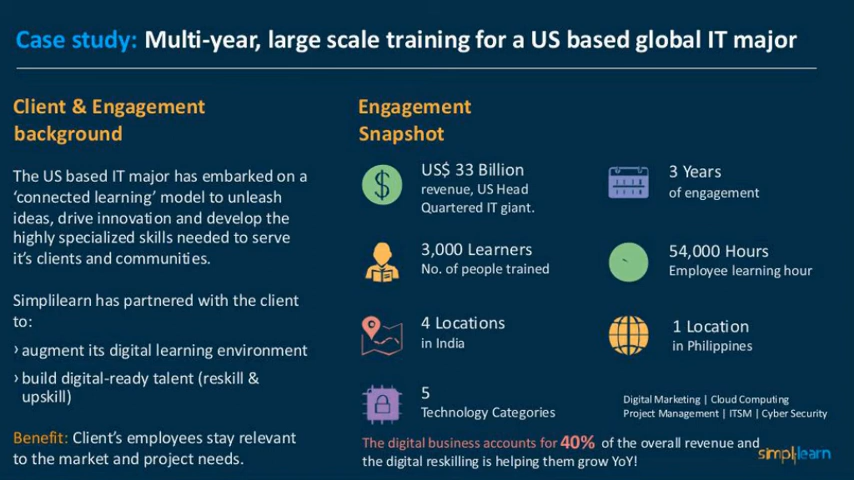 Case study: Multi-year, large scale training for a US based global IT major
Client & Engagement
background
The US based IT major has embarked on a
‘connected learning’ model to unleash
ideas, drive innovation and develop the
highly specialized skills needed to serve
it’s clients and communities.
Simplilearn has partnered with the client
to:
›augment its digital learning environment
›build digital-ready talent (reskill &
upskill)
Benefit: Client’s employees stay relevant
to the market and project needs.
Engagement
Snapshot
$
US$ 33 Billion
revenue, US Head
Quartered IT giant.
3 Years
of engagement
3,000 Learners
No. of people trained
54,000 Hours
Employee learning hour
4 Locations
in India
1 Location
in Philippines
5
Technology Categories
Digital Marketing | Cloud Computing
Project Management | ITSM | Cyber Security
The digital business accounts for 40% of the overall revenue and
the digital reskilling is helping them grow YoY!
simplilearn